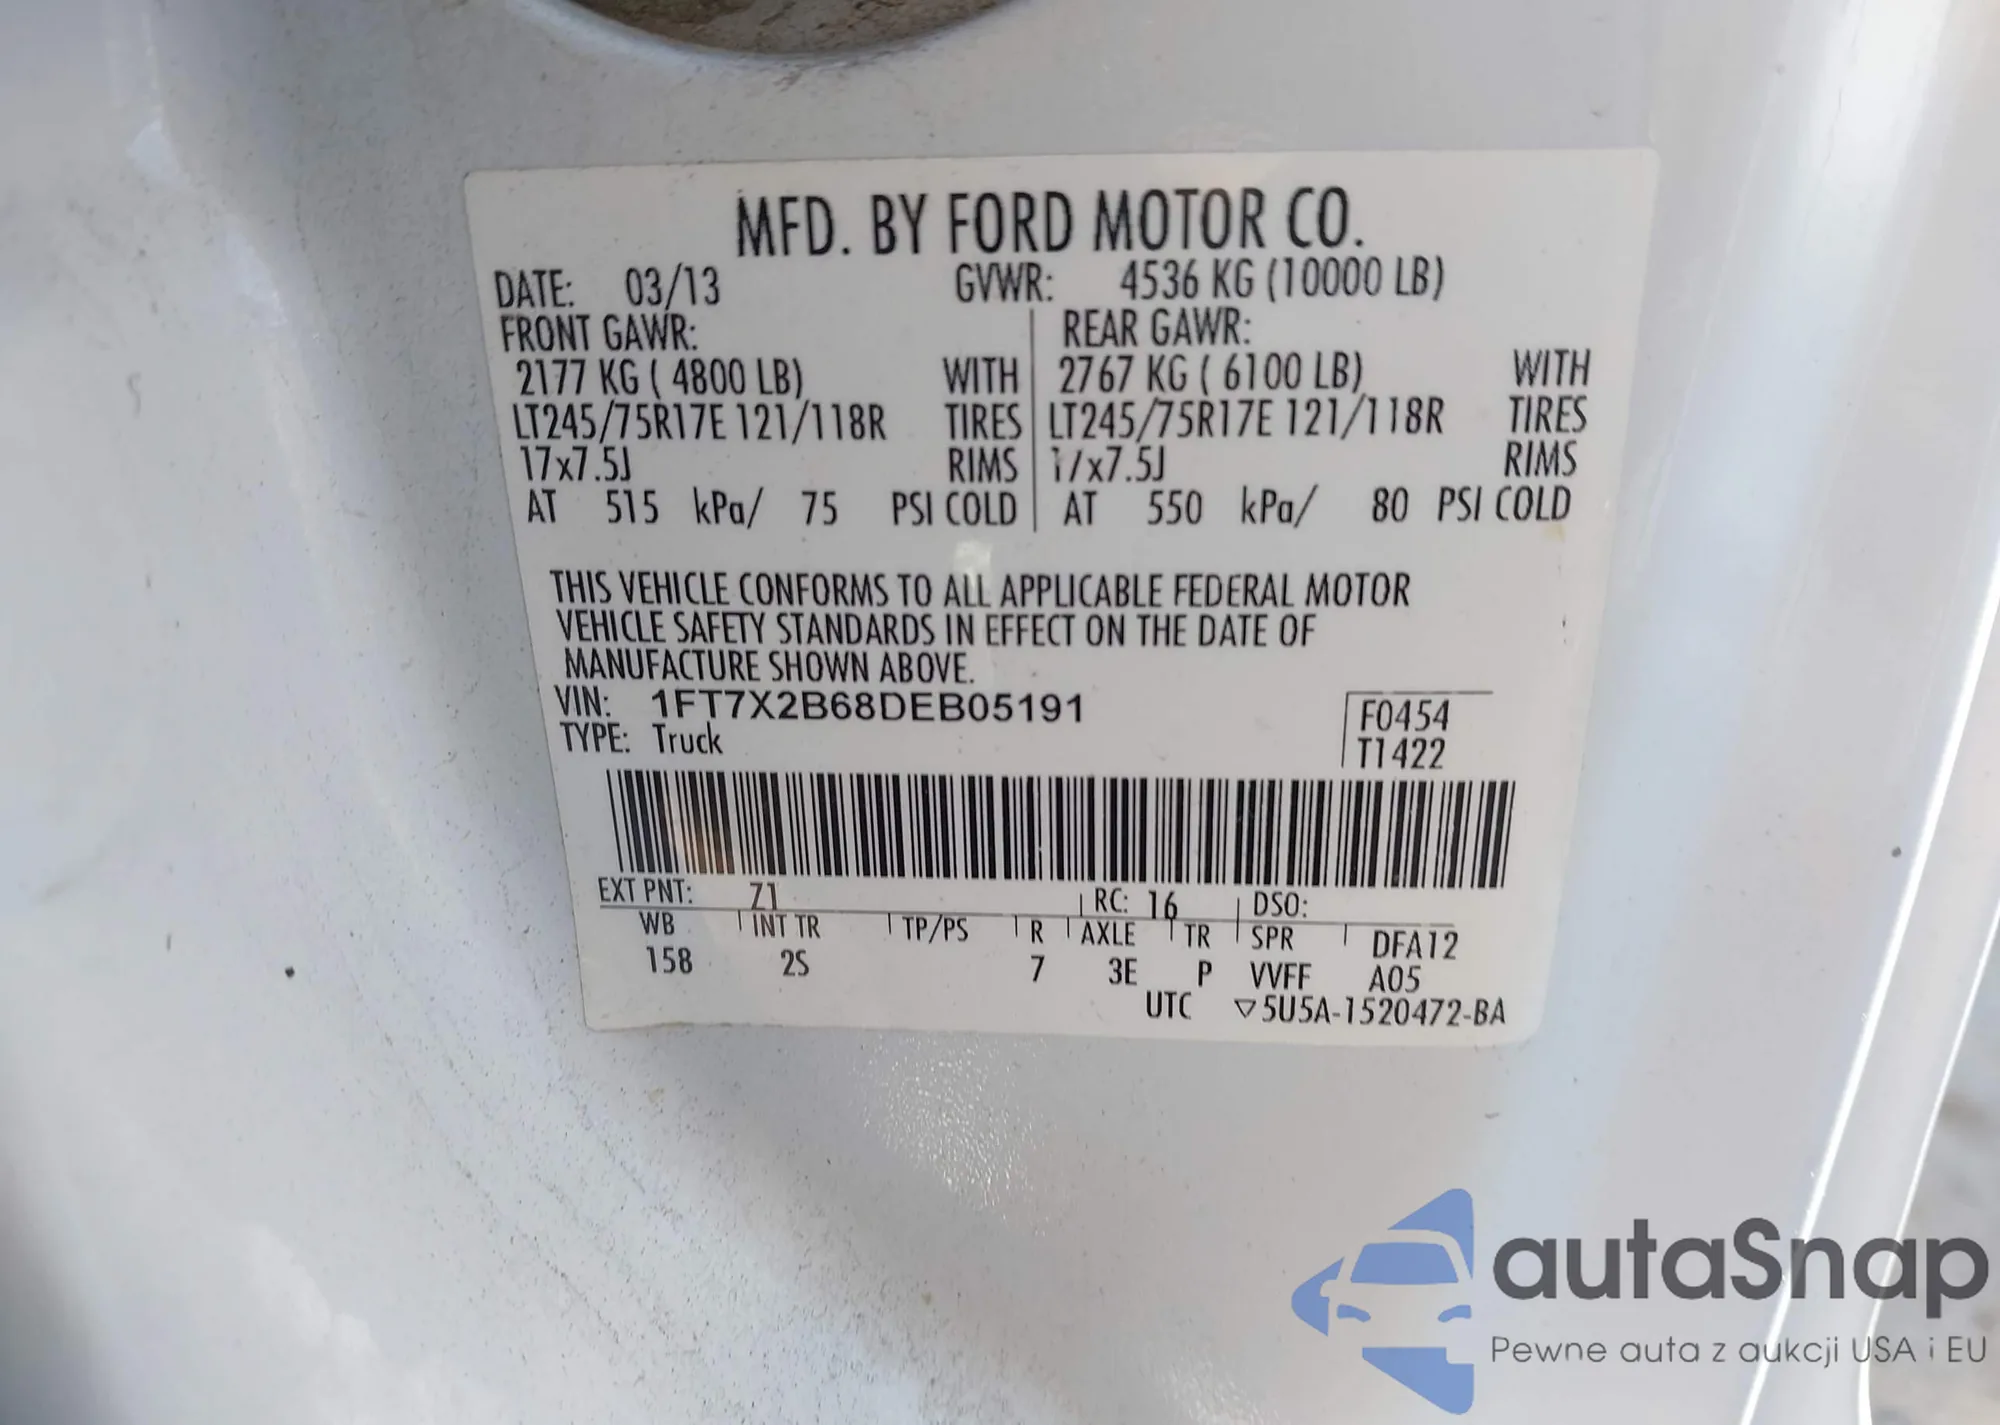 MFD. BY FORD MOTOR CO.
DATE: 03/13 GVWR: 4536 KG (10000 LB)
FRONT GAWR: REAR GAWR:
2177 KG ( 4800 LB) WITH 2767 KG ( 6100 LB) WITH
LT245/75R17E 121/118R TIRES LT245/75R17E 121/118R TIRES
17x7.5J RIMS 17x7.5J RIMS
AT 515 kPa/ 75 PSI COLD AT 550 kPa/ 80 PSI COLD
THIS VEHICLE CONFORMS TO ALL APPLICABLE FEDERAL MOTOR
VEHICLE SAFETY STANDARDS IN EFFECT ON THE DATE OF
MANUFACTURE SHOWN ABOVE.
VIN: 1FT7X2B68DEB05191 F0454
TYPE: Truck T1422
EXT PNT: Z1 RC: 16 DSO:
WB INT TR TP/PS R AXLE TR SPR DFA12
158 2S 7 3E P VVFF A05
UTC ▽5U5A-1520472-BA
autaSnap
Pewne auta z aukcji USA i EU